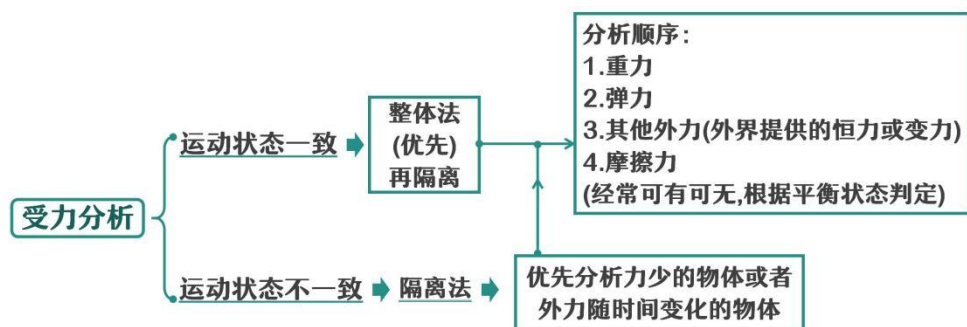 受力分析
运动状态一致
整体法
(优先)
再隔离
分析顺序:
1.重力
2.弹力
3.其他外力(外界提供的恒力或变力)
4.摩擦力
(经常可有可无,根据平衡状态判定)
运动状态不一致
隔离法
优先分析力少的物体或者
外力随时间变化的物体